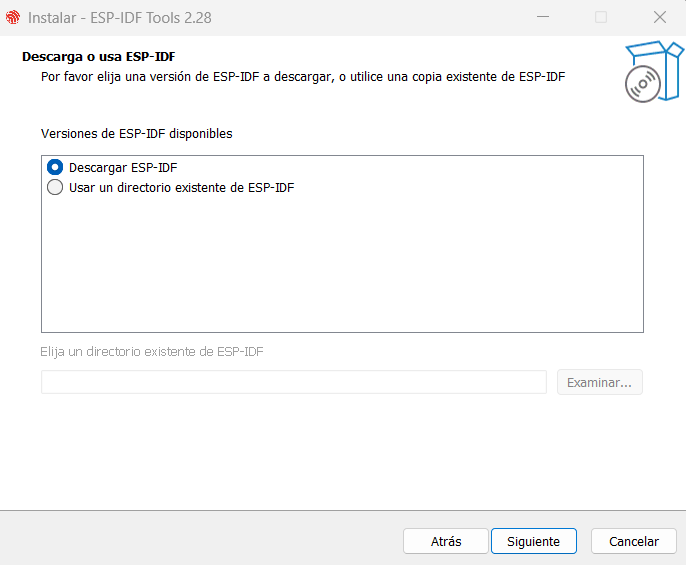 Instalar - ESP-IDF Tools 2.28
Descarga o usa ESP-IDF
Por favor elija una versión de ESP-IDF a descargar, o utilice una copia existente de ESP-IDF
Versiones de ESP-IDF disponibles
Descargar ESP-IDF
Usar un directorio existente de ESP-IDF
Elija un directorio existente de ESP-IDF
Examinar...
Atrás Siguiente Cancelar